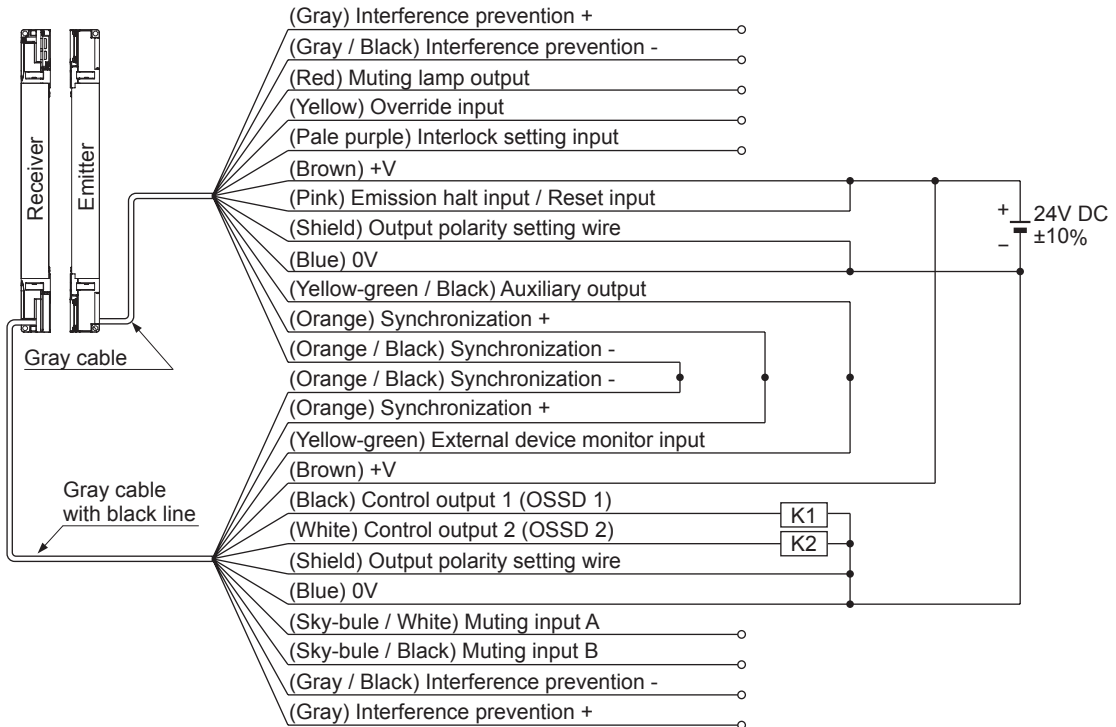 (Gray) Interference prevention +
(Gray / Black) Interference prevention -
(Red) Muting lamp output
(Yellow) Override input
(Pale purple) Interlock setting input
(Brown) +V
(Pink) Emission halt input / Reset input
(Shield) Output polarity setting wire
(Blue) 0V
(Yellow-green / Black) Auxiliary output
(Orange) Synchronization +
(Orange / Black) Synchronization -
(Orange / Black) Synchronization -
(Orange) Synchronization +
(Yellow-green) External device monitor input
(Brown) +V
(Black) Control output 1 (OSSD 1)
(White) Control output 2 (OSSD 2)
(Shield) Output polarity setting wire
(Blue) 0V
(Sky-bule / White) Muting input A
(Sky-bule / Black) Muting input B
(Gray / Black) Interference prevention -
(Gray) Interference prevention +
Receiver
Emitter
Gray cable
Gray cable
with black line
K1
K2
+
24V DC
±10%
−